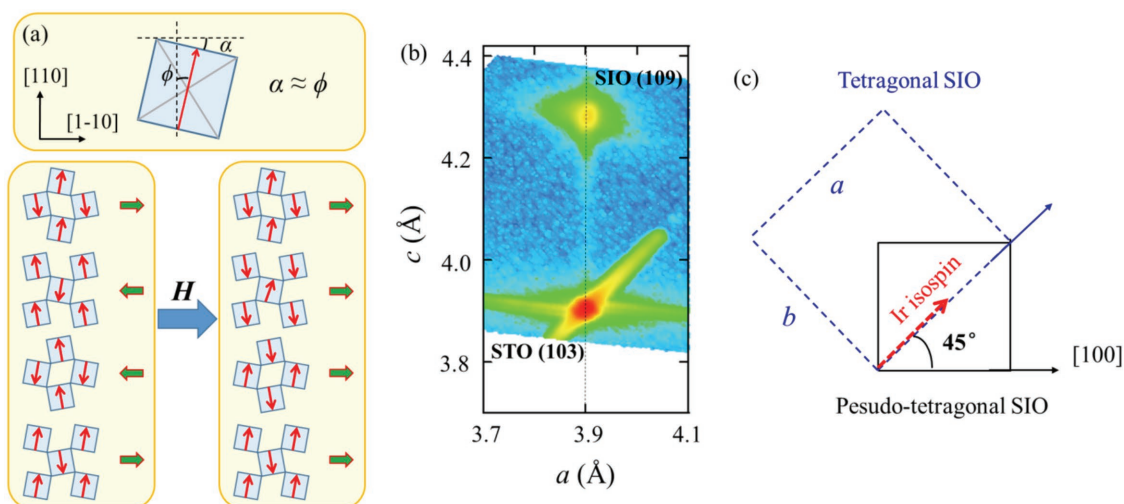 (a)
α
[110]
ϕ
α ≈ ϕ
[1-10]
H
(b)
4.4
SIO (109)
4.2
c (Å)
4.0
STO (103)
3.8
3.7
3.9
4.1
a (Å)
(c)
Tetragonal SIO
a
b
Ir isospin
45°
[100]
Pesudo-tetragonal SIO